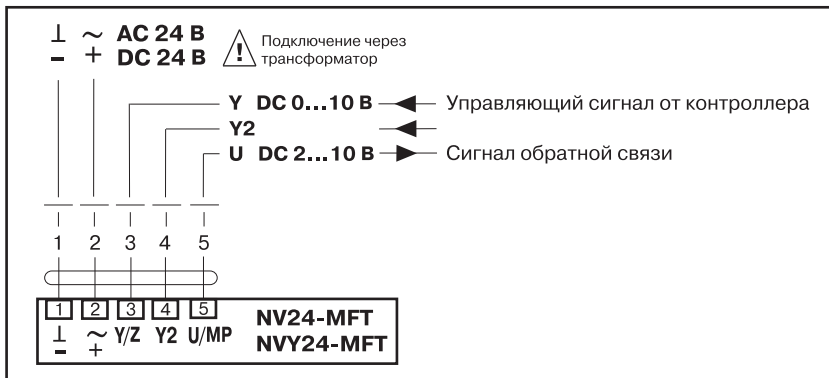 ⊥ ~ AC 24 В
– + DC 24 В
! Подключение через
трансформатор
Y DC 0...10 В Управляющий сигнал от контроллера
Y2
U DC 2...10 В Сигнал обратной связи
1 2 3 4 5
1 2 3 4 5
⊥ ~ Y/Z Y2 U/MP
– +
NV24-MFT
NVY24-MFT